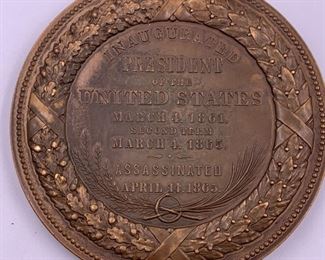 INAUGURATED
PRESIDENT
OF THE
UNITED STATES
MARCH 4. 1861.
SECOND TERM
MARCH 4. 1865.
ASSASSINATED
APRIL 14. 1865.